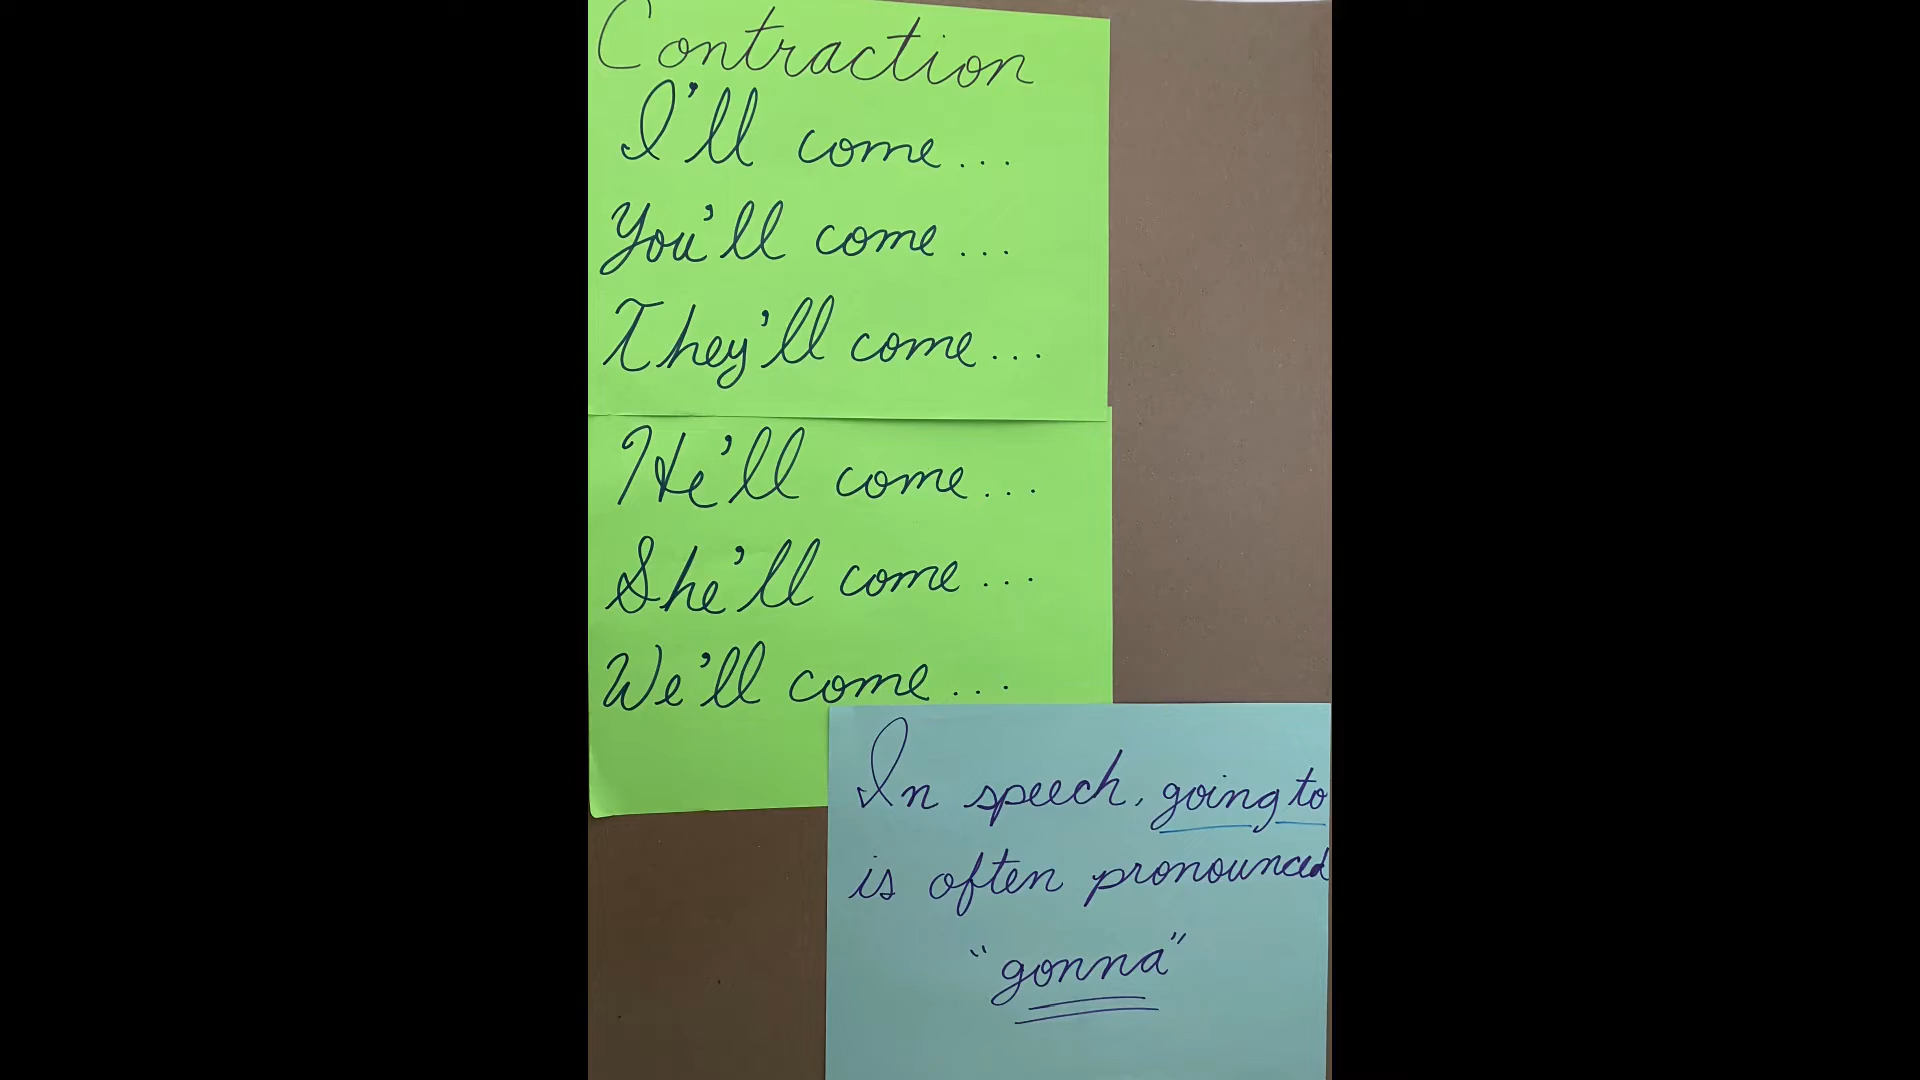 Contraction
I'll come...
You'll come...
They'll come...
He'll come...
She'll come...
We'll come...
In speech, going to
is often pronounced
"gonna"